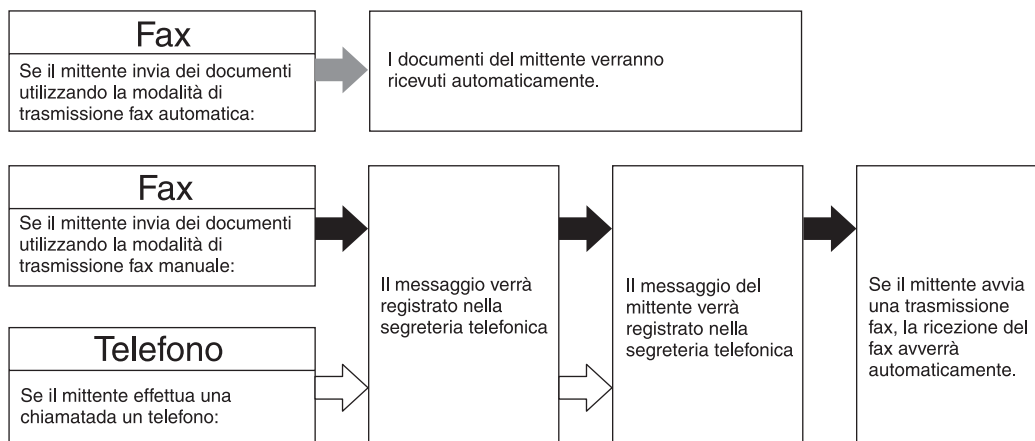 Fax
Se il mittente invia dei documenti
utilizzando la modalità di
trasmissione fax automatica:
I documenti del mittente verranno
ricevuti automaticamente.
Fax
Se il mittente invia dei documenti
utilizzando la modalità di
trasmissione fax manuale:
Telefono
Se il mittente effettua una
chiamatada un telefono:
Il messaggio verrà
registrato nella
segreteria telefonica
Il messaggio del
mittente verrà
registrato nella
segreteria telefonica
Se il mittente avvia
una trasmissione
fax, la ricezione del
fax avverrà
automaticamente.